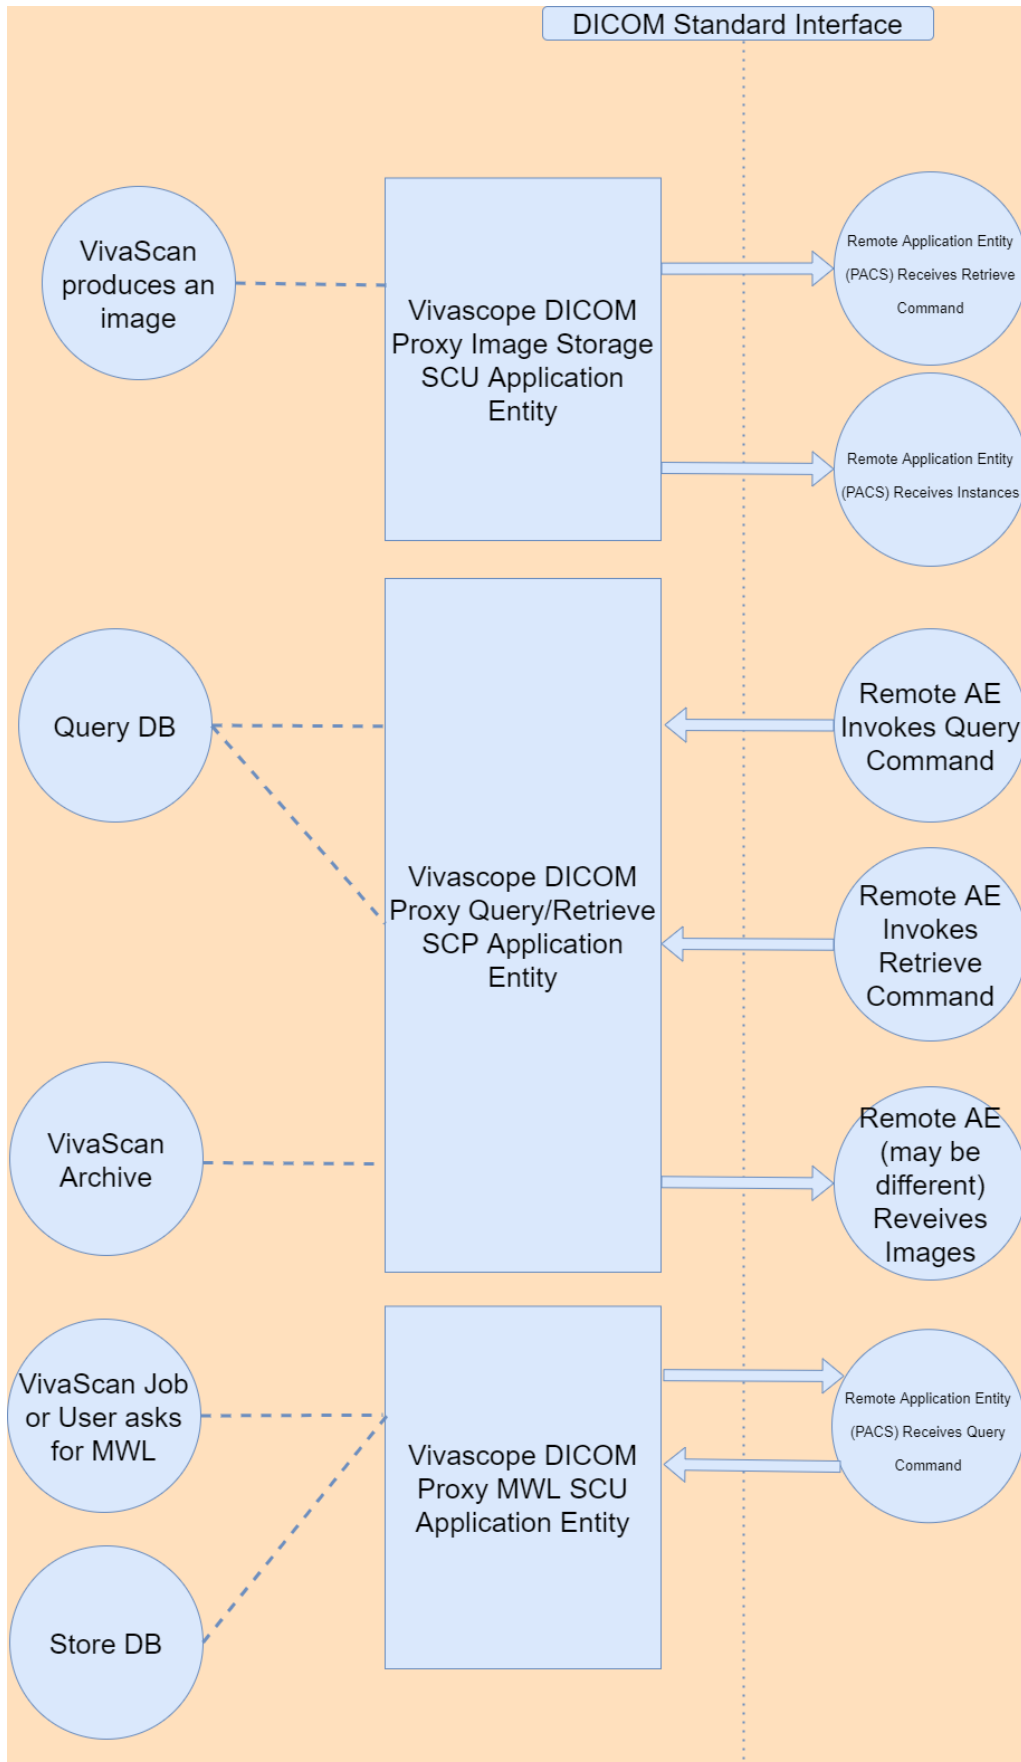 DICOM Standard Interface
VivaScan
produces an
image
Vivascope DICOM
Proxy Image Storage
SCU Application
Entity
Remote Application Entity
(PACS) Receives Retrieve
Command
Remote Application Entity
(PACS) Receives Instances
Query DB
Vivascope DICOM
Proxy Query/Retrieve
SCP Application
Entity
Remote AE
Invokes Query
Command
Remote AE
Invokes
Retrieve
Command
VivaScan
Archive
Remote AE
(may be
different)
Reveives
Images
VivaScan Job
or User asks
for MWL
Vivascope DICOM
Proxy MWL SCU
Application Entity
Remote Application Entity
(PACS) Receives Query
Command
Store DB